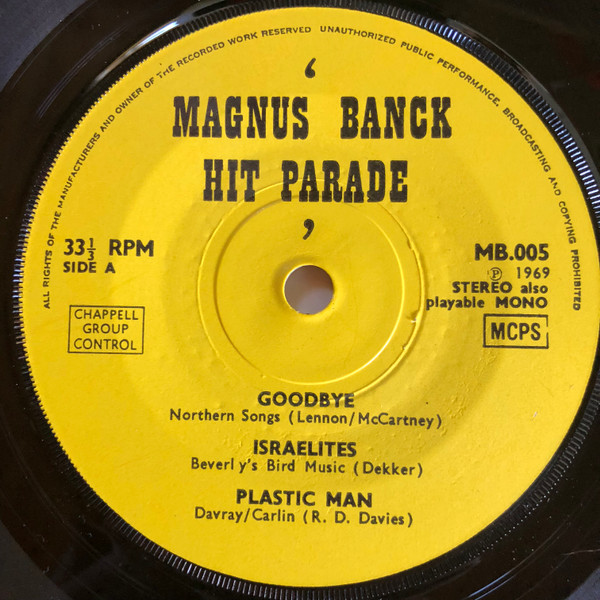 ALL RIGHTS OF THE MANUFACTURERS AND OWNER OF THE RECORDED WORK RESERVED UNAUTHORIZED PUBLIC PERFORMANCE, BROADCASTING AND COPYING PROHIBITED
‘
MAGNUS BANCK
HIT PARADE
’
33⅓ RPM
SIDE A
CHAPPELL
GROUP
CONTROL
MB.005
Ⓟ 1969
STEREO also
playable MONO
MCPS
GOODBYE
Northern Songs (Lennon/McCartney)
ISRAELITES
Beverly's Bird Music (Dekker)
PLASTIC MAN
Davray/Carlin (R. D. Davies)